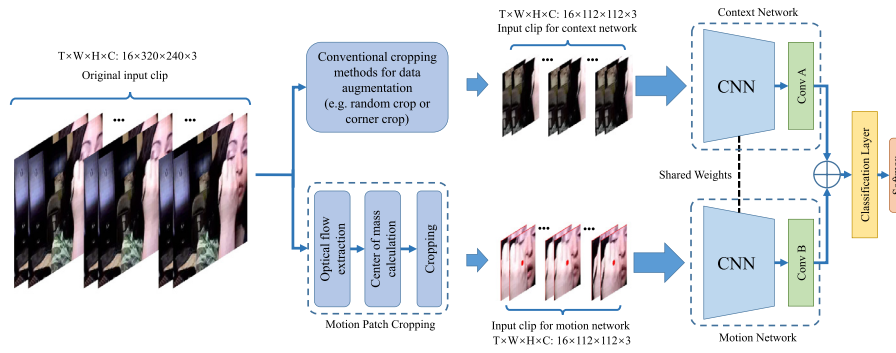 T×W×H×C: 16×320×240×3
Original input clip
Conventional cropping
methods for data
augmentation
(e.g. random crop or
corner crop)
Optical flow
extraction
Center of mass
calculation
Cropping
Motion Patch Cropping
T×W×H×C: 16×112×112×3
Input clip for context network
•••
•••
•••
•••
•••
•••
Input clip for motion network
T×W×H×C: 16×112×112×3
Context Network
CNN
Conv A
Shared Weights
CNN
Conv B
Motion Network
Classification Layer